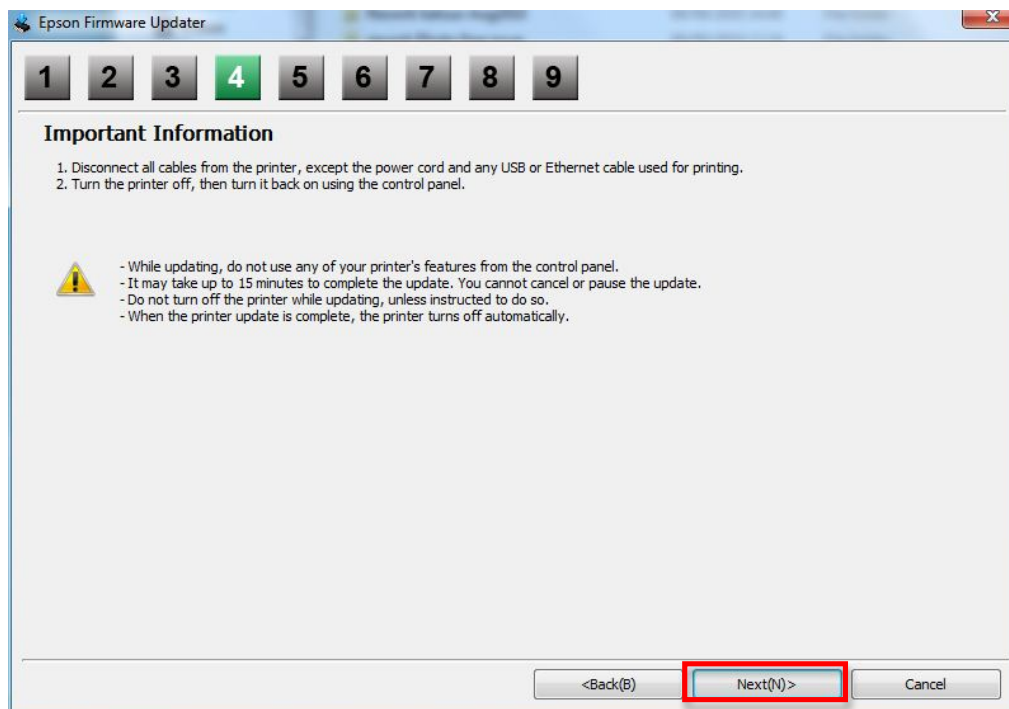 Epson Firmware Updater
1 2 3 4 5 6 7 8 9
Important Information
1. Disconnect all cables from the printer, except the power cord and any USB or Ethernet cable used for printing.
2. Turn the printer off, then turn it back on using the control panel.
- While updating, do not use any of your printer's features from the control panel.
- It may take up to 15 minutes to complete the update. You cannot cancel or pause the update.
- Do not turn off the printer while updating, unless instructed to do so.
- When the printer update is complete, the printer turns off automatically.
<Back(B) Next(N)> Cancel